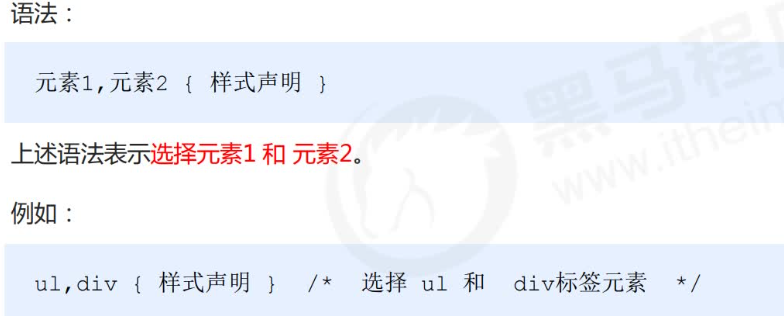 语法：
元素1,元素2 { 样式声明 }
上述语法表示选择元素1 和 元素2。
例如：
ul,div { 样式声明 }  /*  选择 ul 和  div标签元素  */
黑马程
www.itheim